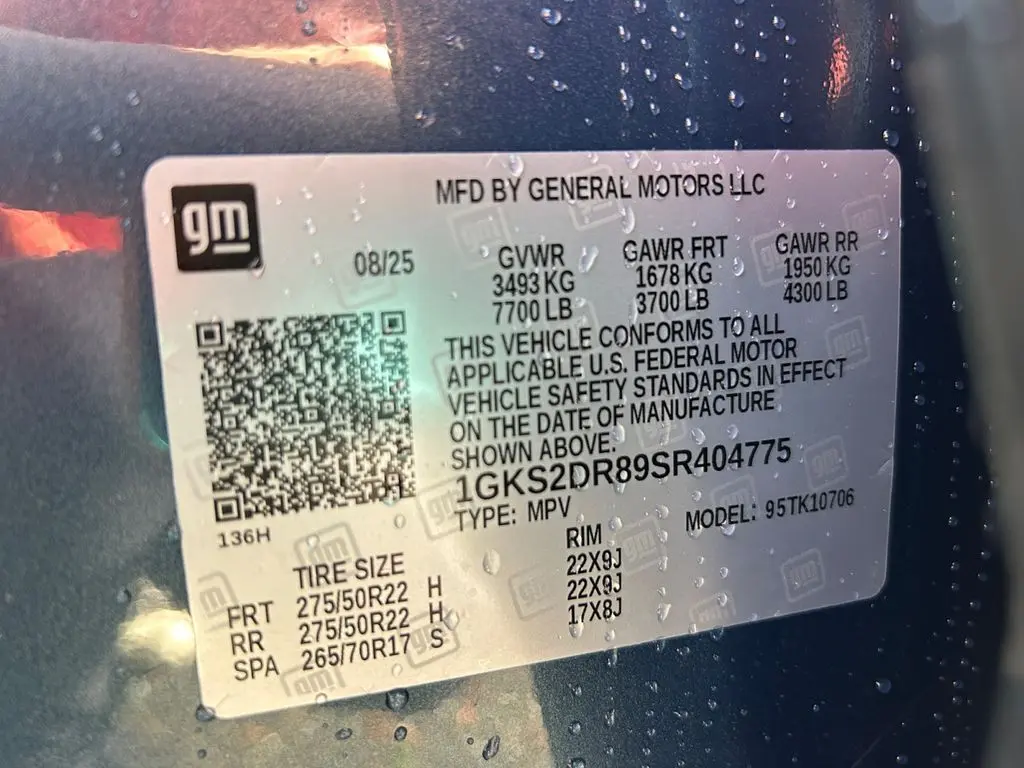 gm
MFD BY GENERAL MOTORS LLC
08/25
GVWR GAWR FRT GAWR RR
3493 KG 1678 KG 1950 KG
7700 LB 3700 LB 4300 LB
THIS VEHICLE CONFORMS TO ALL
APPLICABLE U.S. FEDERAL MOTOR
VEHICLE SAFETY STANDARDS IN EFFECT
ON THE DATE OF MANUFACTURE
SHOWN ABOVE.
1GKS2DR89SR404775
TYPE: MPV MODEL: 95TK10706
136H
TIRE SIZE RIM
FRT 275/50R22 H 22X9J
RR 275/50R22 H 22X9J
SPA 265/70R17 S 17X8J